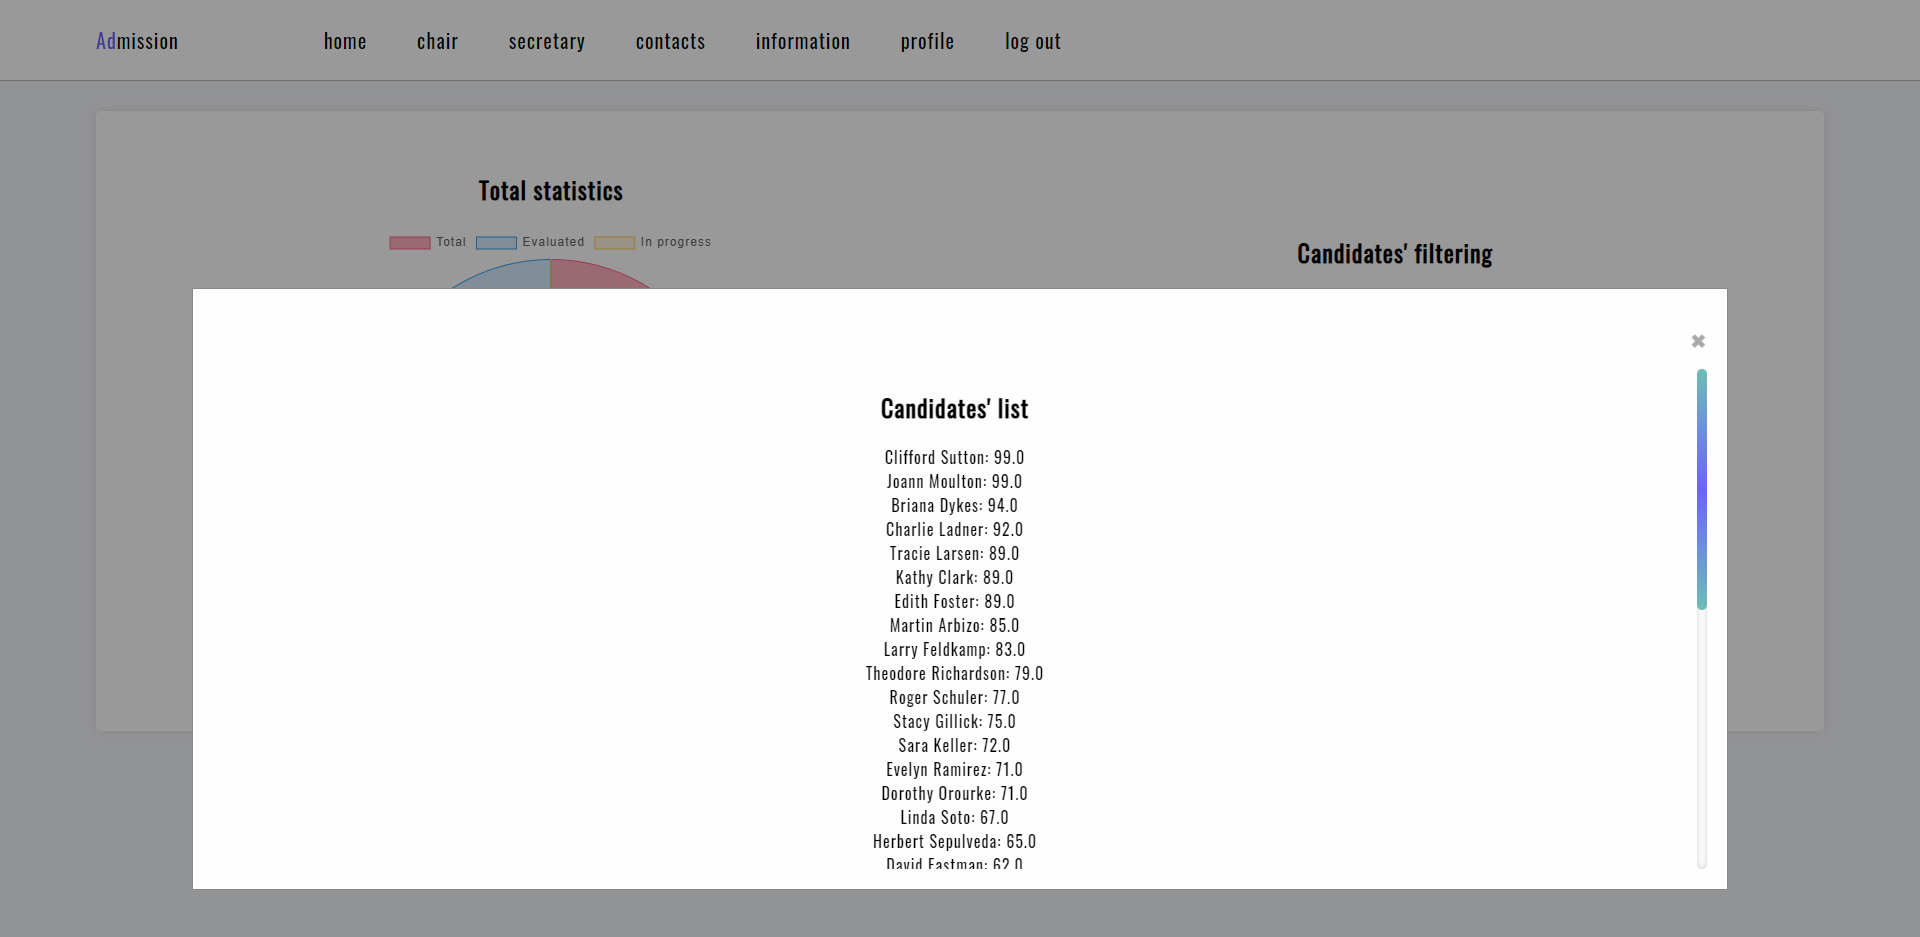 Admission home chair secretary contacts information profile log out
Total statistics
Total Evaluated In progress
Candidates' filtering
Candidates' list
Clifford Sutton: 99.0
Joann Moulton: 99.0
Briana Dykes: 94.0
Charlie Ladner: 92.0
Tracie Larsen: 89.0
Kathy Clark: 89.0
Edith Foster: 89.0
Martin Arbizo: 85.0
Larry Feldkamp: 83.0
Theodore Richardson: 79.0
Roger Schuler: 77.0
Stacy Gillick: 75.0
Sara Keller: 72.0
Evelyn Ramirez: 71.0
Dorothy Orourke: 71.0
Linda Soto: 67.0
Herbert Sepulveda: 65.0
David Eastman: 62.0